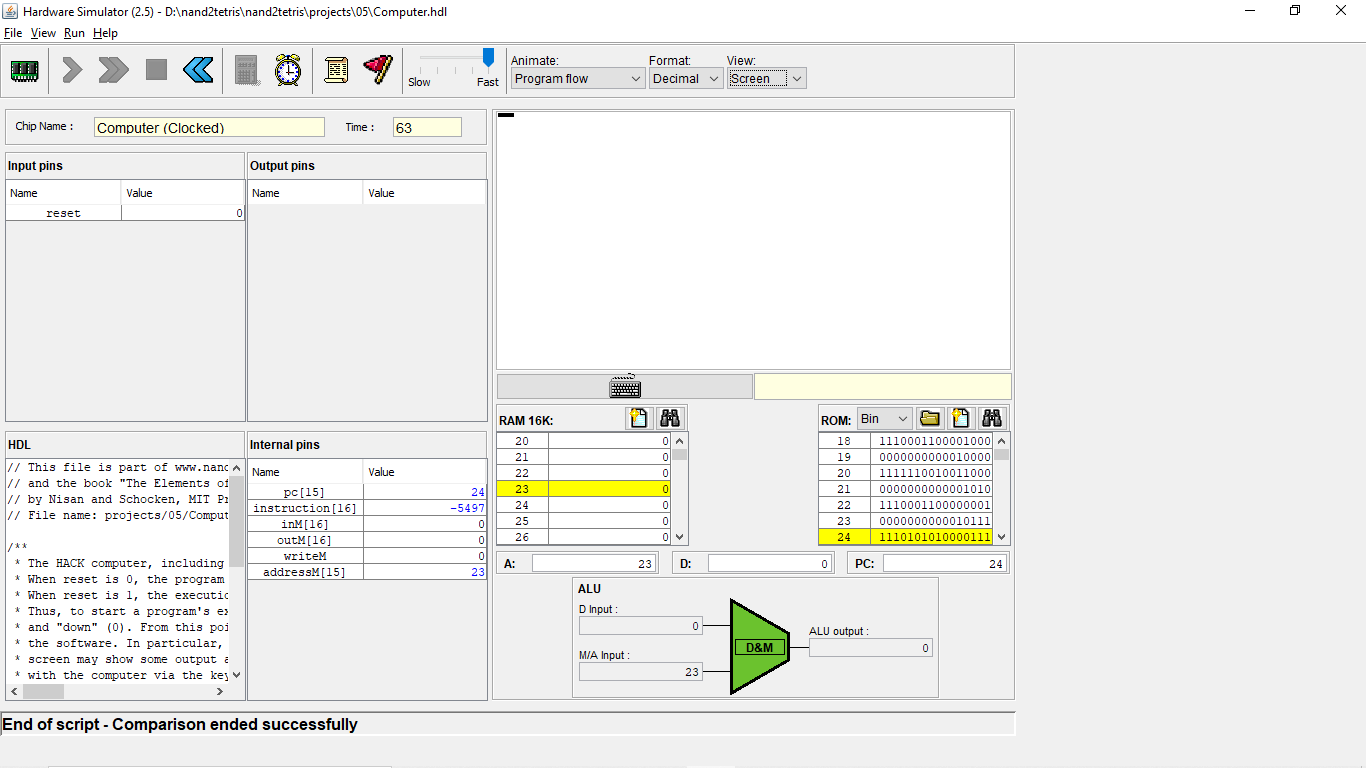 Hardware Simulator (2.5) - D:\nand2tetris\nand2tetris\projects\05\Computer.hdl
File View Run Help
Slow Fast
Animate: Format: View:
Program flow Decimal Screen
Chip Name : Computer (Clocked) Time : 63
Input pins
Name Value
reset 0
Output pins
Name Value
HDL
// This file is part of www.nand
// and the book "The Elements of
// by Nisan and Schocken, MIT Pr
// File name: projects/05/Comput
/**
* The HACK computer, including
* When reset is 0, the program
* When reset is 1, the executio
* Thus, to start a program's ex
* and "down" (0). From this poi
* the software. In particular,
* screen may show some output a
* with the computer via the key
Internal pins
Name Value
pc[15] 24
instruction[16] -5497
inM[16] 0
outM[16] 0
writeM 0
addressM[15] 23
RAM 16K:
20 0
21 0
22 0
23 0
24 0
25 0
26 0
ROM: Bin
18 1110001100001000
19 0000000000010000
20 1111110010011000
21 0000000000001010
22 1110001100000001
23 0000000000010111
24 1110101010000111
A: 23 D: 0 PC: 24
ALU
D Input :
0
M/A Input :
23
D&M
ALU output :
0
End of script - Comparison ended successfully